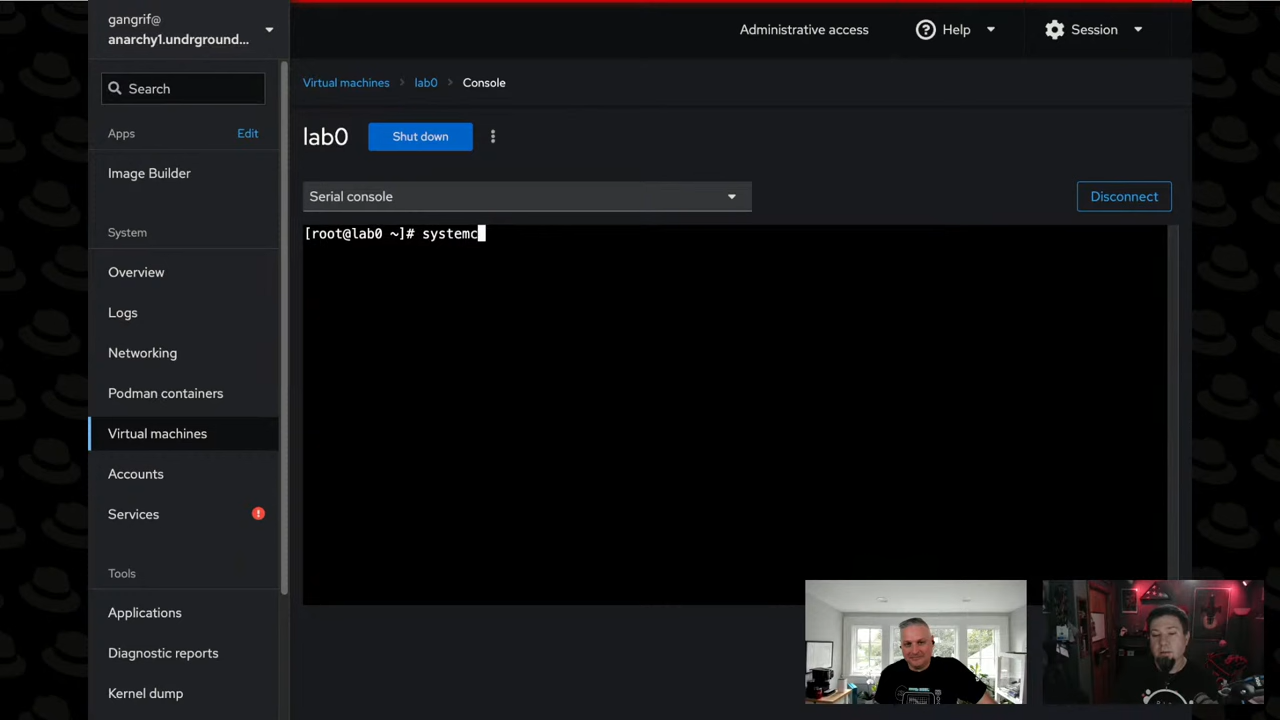 gangrif@
anarchy1.undrground...
Administrative access
Help
Session
Search
Virtual machines
lab0
Console
Apps
Edit
lab0
Shut down
Image Builder
Serial console
Disconnect
System
[root@lab0 ~]# systemc
Overview
Logs
Networking
Podman containers
Virtual machines
Accounts
Services
Tools
Applications
Diagnostic reports
Kernel dump